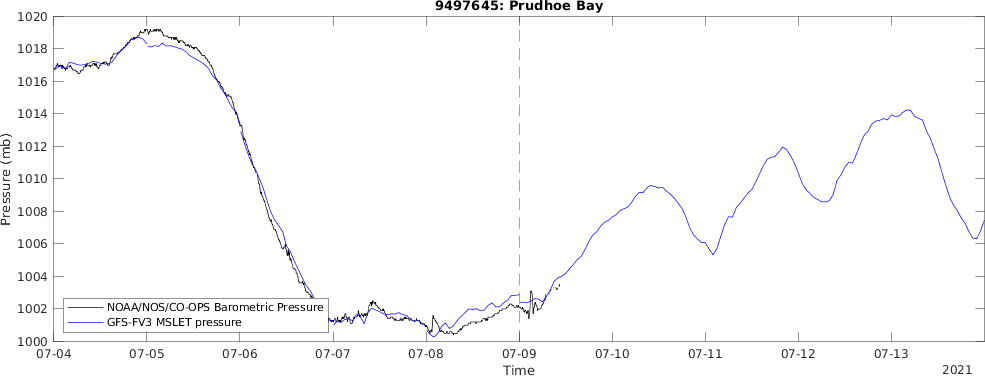 9497645: Prudhoe Bay
1020
1018
1016
1014
1012
1010
1008
1006
1004
1002
1000
Pressure (mb)
NOAA/NOS/CO-OPS Barometric Pressure
GFS-FV3 MSLET pressure
07-04 07-05 07-06 07-07 07-08 07-09 07-10 07-11 07-12 07-13
Time
2021